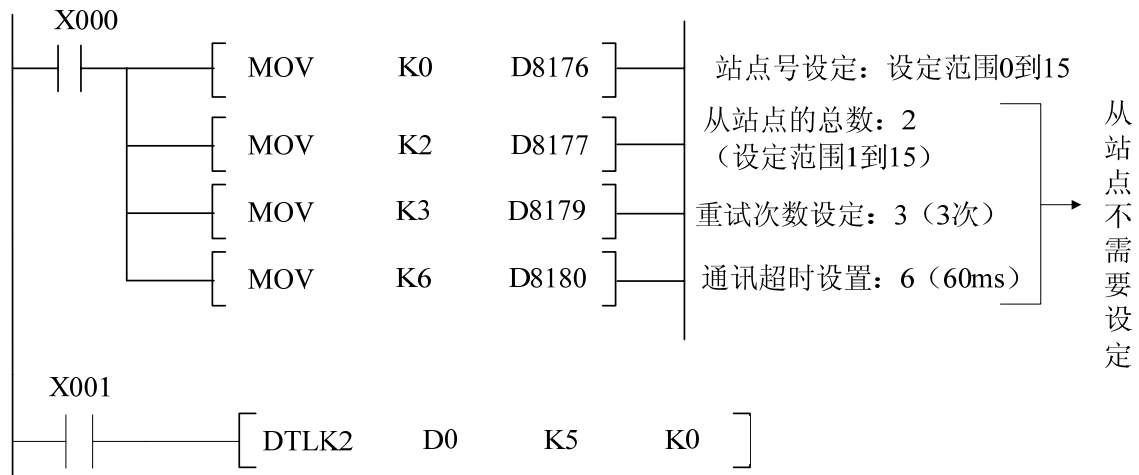 X000
MOV K0 D8176 站点号设定：设定范围0到15
MOV K2 D8177 从站点的总数：2
（设定范围1到15）
MOV K3 D8179 重试次数设定：3（3次）
MOV K6 D8180 通讯超时设置：6（60ms）
从站点不需要设定
X001
DTLK2 D0 K5 K0